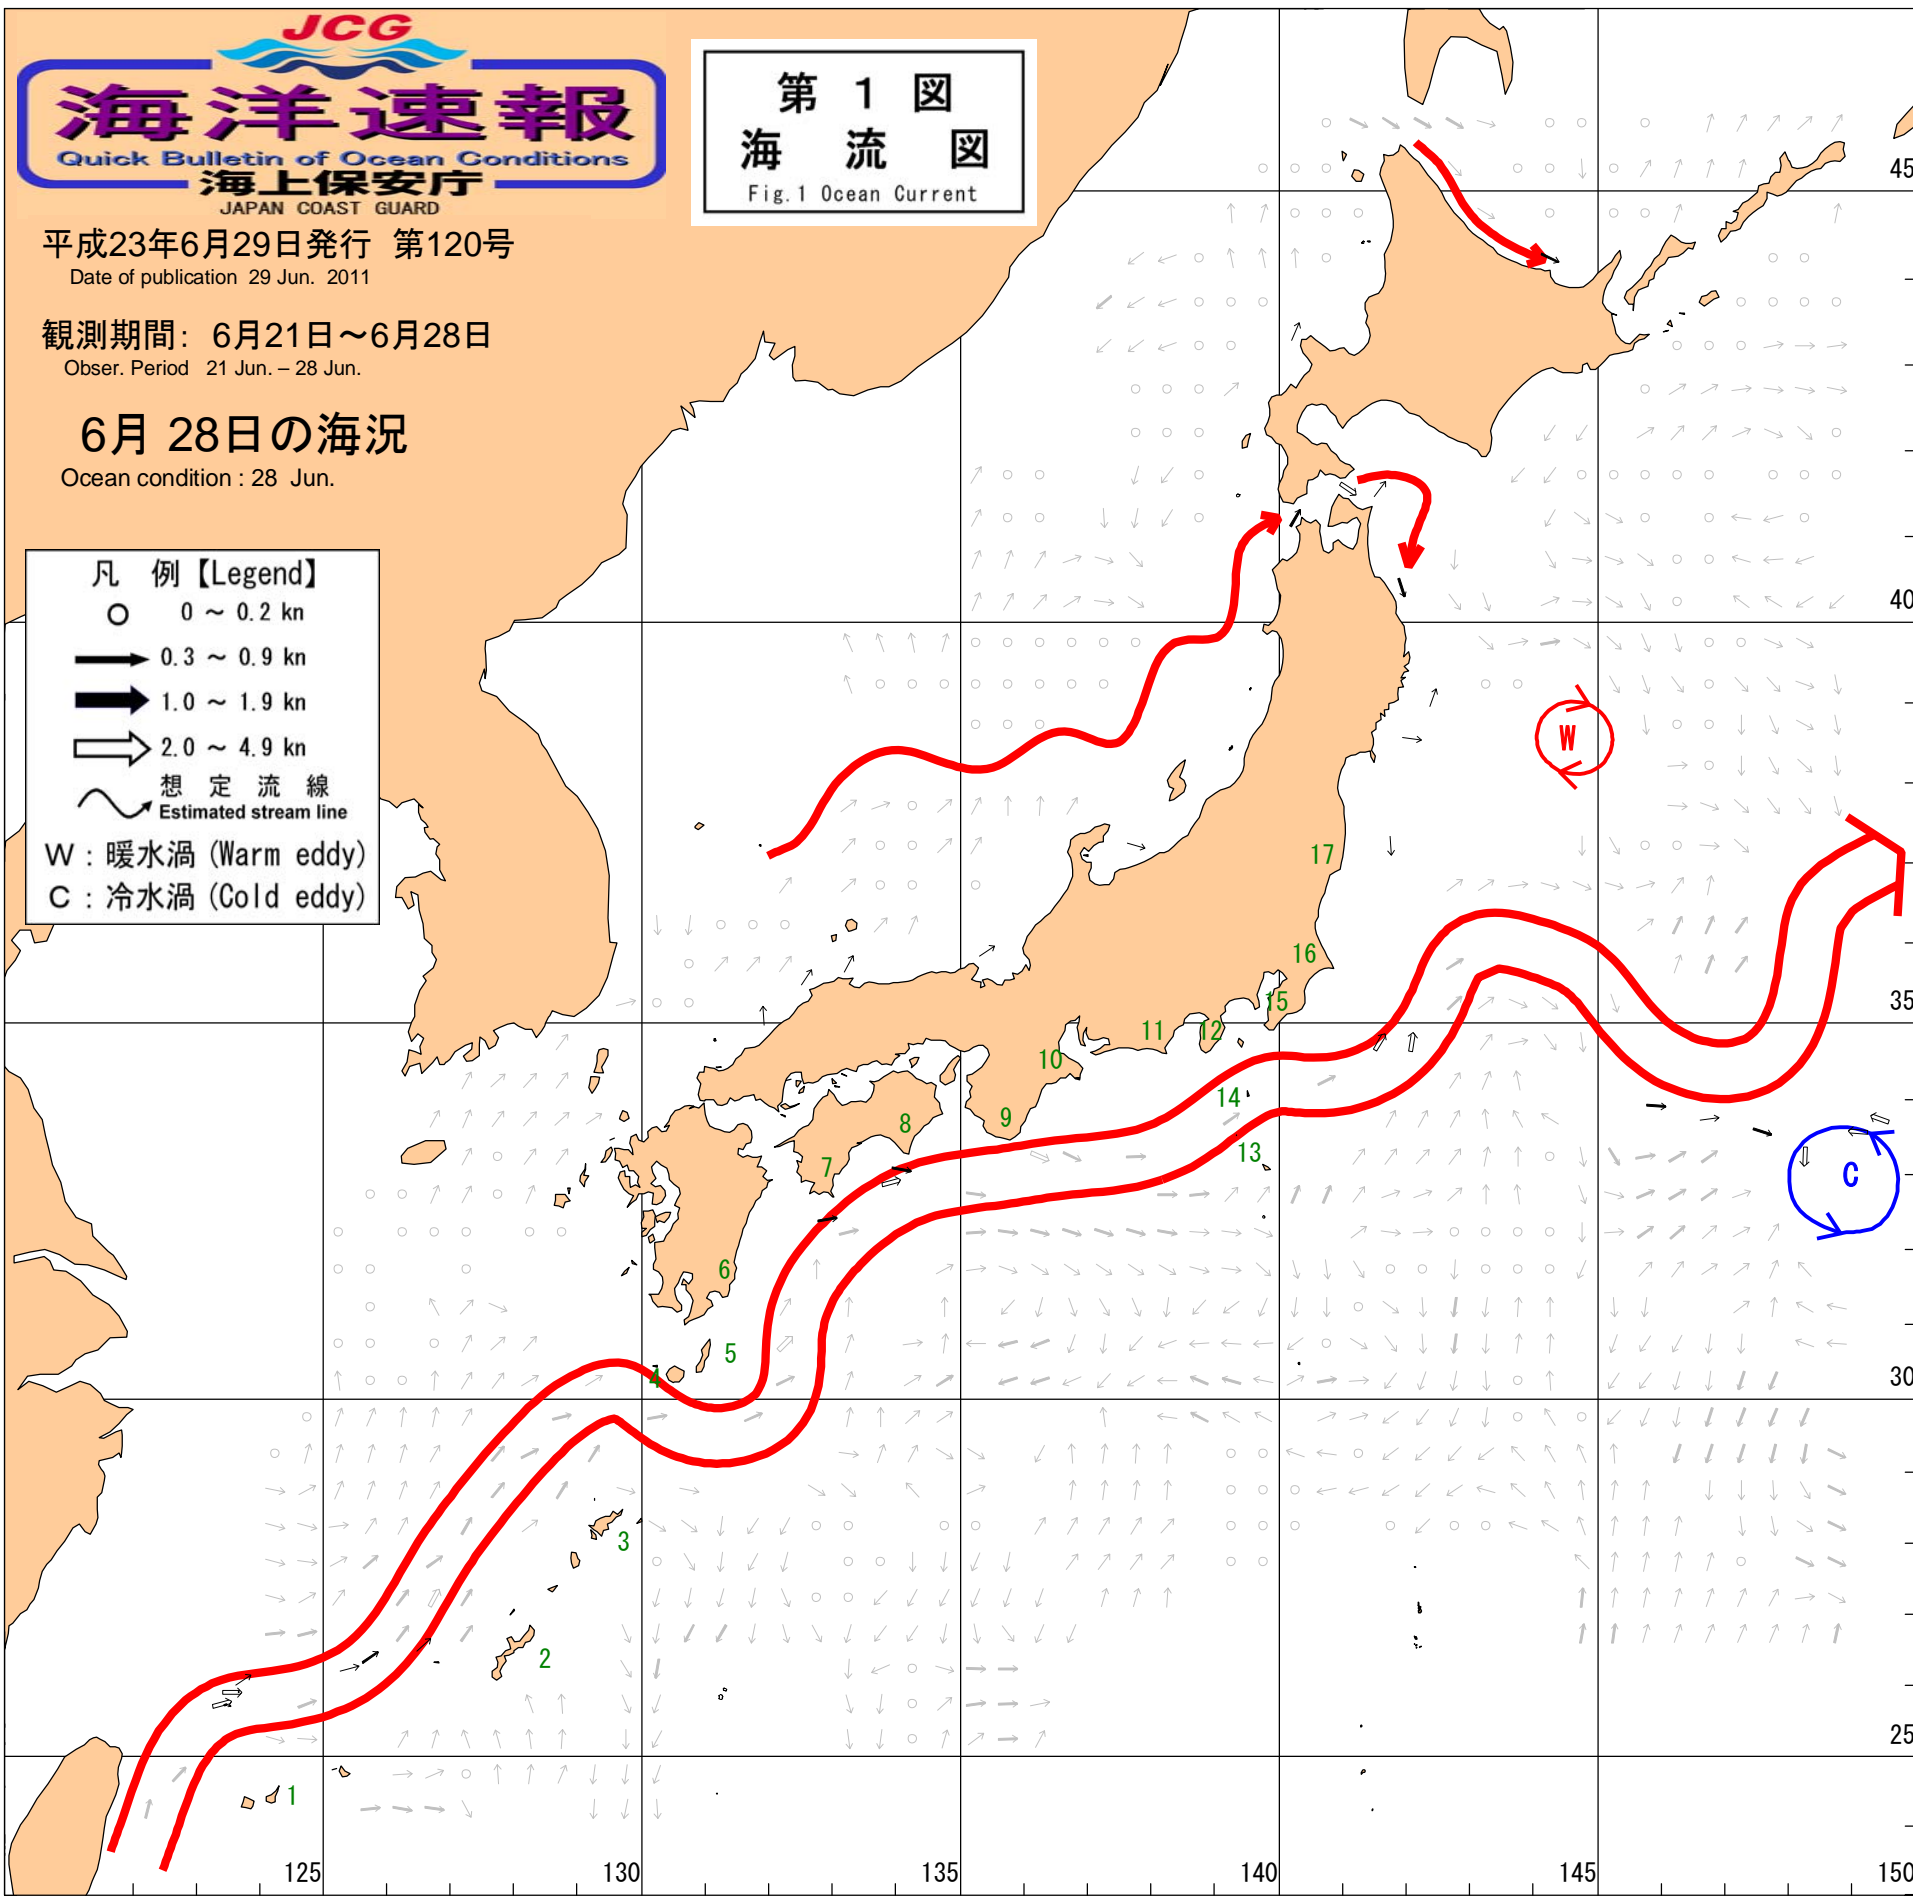 JCG
海洋速報
Quick Bulletin of Ocean Conditions
海上保安庁
JAPAN COAST GUARD
平成23年6月29日発行 第120号
Date of publication 29 Jun. 2011
観測期間: 6月21日～6月28日
Obser. Period 21 Jun. – 28 Jun.
6月 28日の海況
Ocean condition : 28 Jun.
第 1 図
海 流 図
Fig.1 Ocean Current
凡 例【Legend】
0 ～ 0.2 kn
0.3 ～ 0.9 kn
1.0 ～ 1.9 kn
2.0 ～ 4.9 kn
想 定 流 線
Estimated stream line
W : 暖水渦 (Warm eddy)
C : 冷水渦 (Cold eddy)
45
40
W
17
16
35
15
12
11
10
14
9
8
13
7
C
6
5
4
30
3
2
25
1
125
130
135
140
145
150